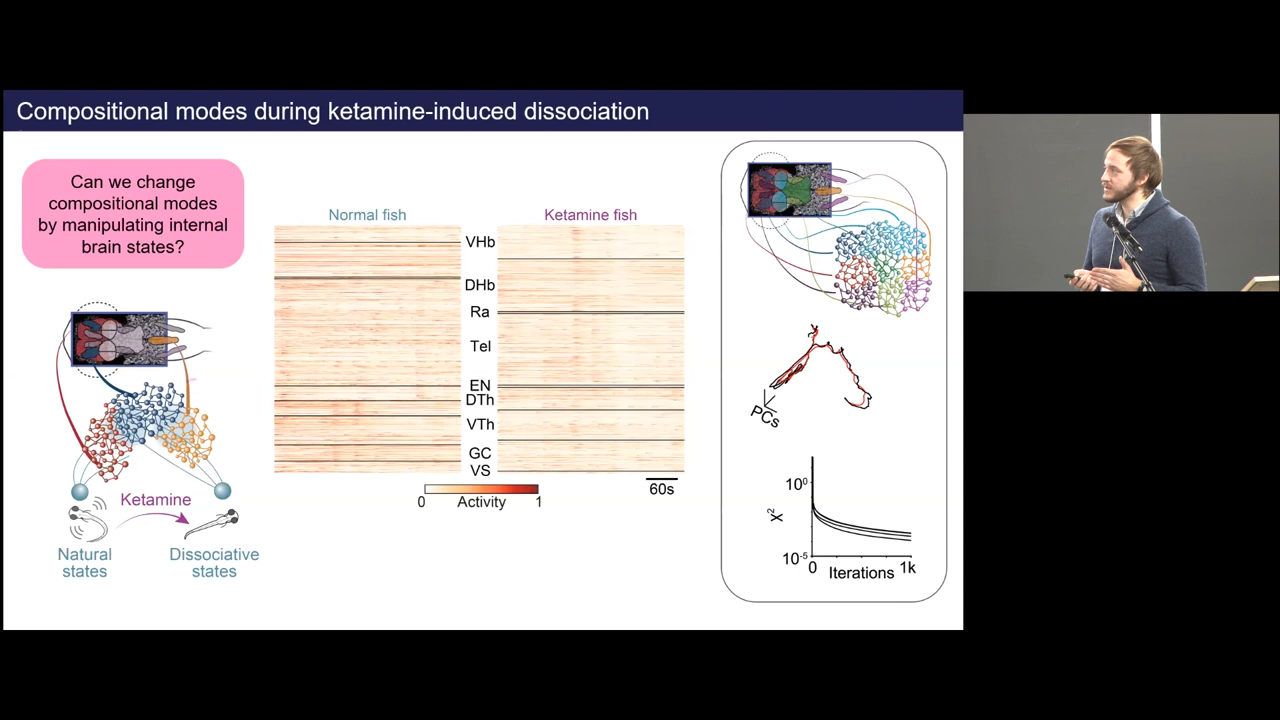 Compositional modes during ketamine-induced dissociation
Can we change
compositional modes
by manipulating internal
brain states?
Ketamine
Natural
states
Dissociative
states
Normal fish
Ketamine fish
VHb
DHb
Ra
Tel
EN
DTh
VTh
GC
VS
60s
0
1
Activity
PCs
10⁰
X²
10⁻⁵
0
Iterations
1k